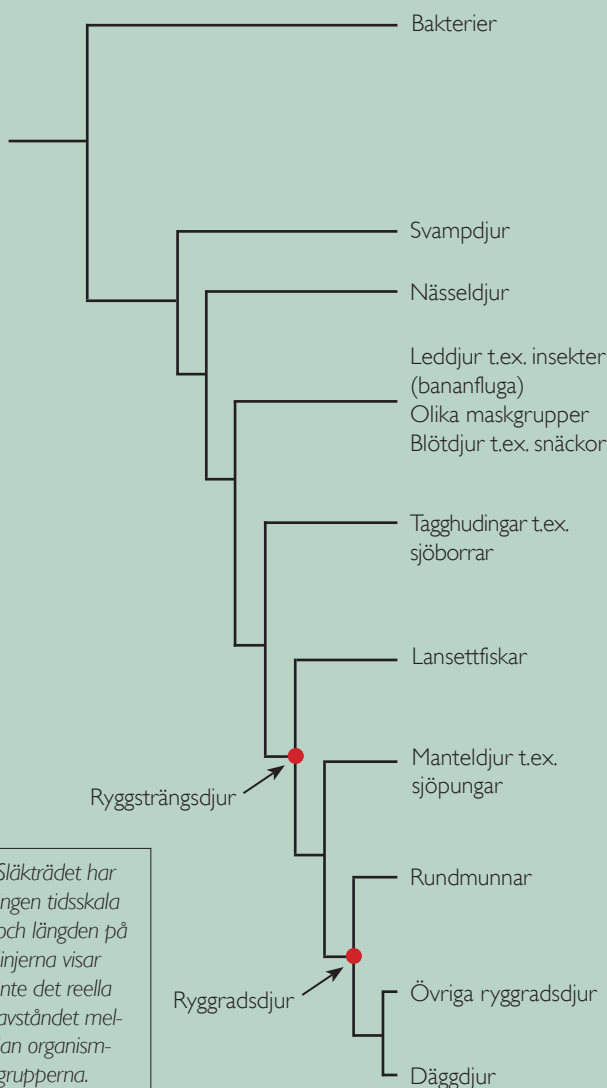 Bakterier
Svampdjur
Nässeldjur
Leddjur t.ex. insekter
(bananfluga)
Olika maskgrupper
Blötdjur t.ex. snäckor
Tagghudingar t.ex.
sjöborrar
Lansettfiskar
Manteldjur t.ex.
sjöpungar
Ryggsträngsdjur
Släkträdet har
ingen tidsskala
och längden på
linjerna visar
inte det reella
avståndet mel-
lan organism-
grupperna.
Rundmunnar
Ryggradsdjur
Övriga ryggradsdjur
Däggdjur